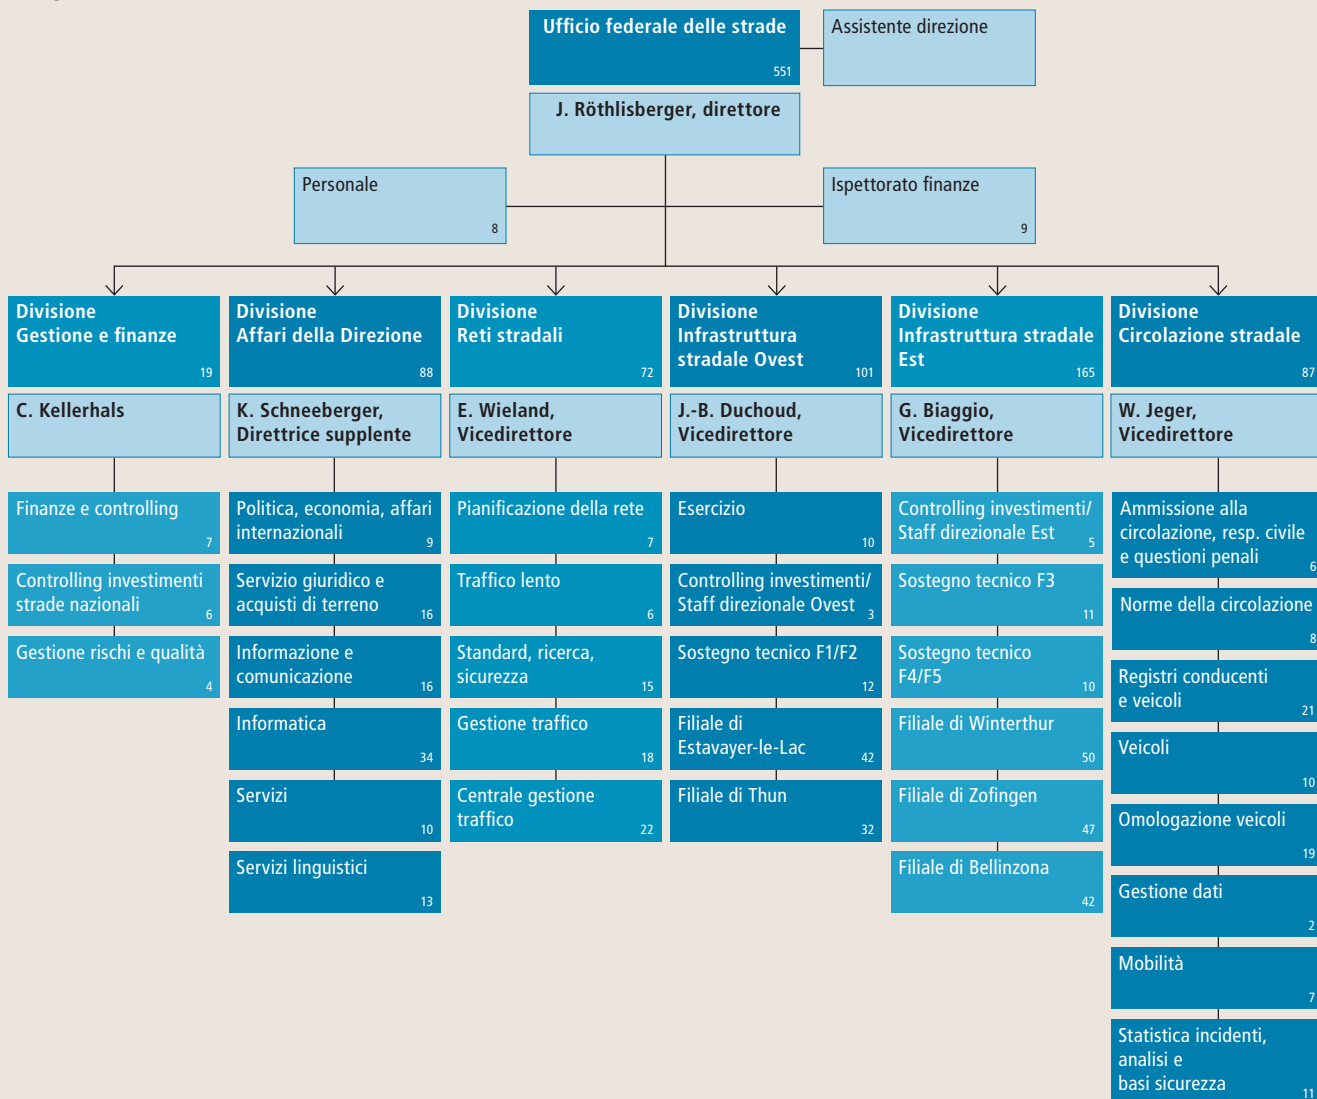 Ufficio federale delle strade
551
Assistente direzione
J. Röthlisberger, direttore
Personale
8
Ispettorato finanze
9
Divisione
Gestione e finanze
19
C. Kellerhals
Finanze e controlling
7
Controlling investimenti
strade nazionali
6
Gestione rischi e qualità
4
Divisione
Affari della Direzione
88
K. Schneeberger,
Direttrice supplente
Politica, economia, affari
internazionali
9
Servizio giuridico e
acquisti di terreno
16
Informazione e
comunicazione
16
Informatica
34
Servizi
10
Servizi linguistici
13
Divisione
Reti stradali
72
E. Wieland,
Vicedirettore
Pianificazione della rete
7
Traffico lento
6
Standard, ricerca,
sicurezza
15
Gestione traffico
18
Centrale gestione
traffico
22
Divisione
Infrastruttura
stradale Ovest
101
J.-B. Duchoud,
Vicedirettore
Esercizio
10
Controlling investimenti/
Staff direzionale Ovest
3
Sostegno tecnico F1/F2
12
Filiale di
Estavayer-le-Lac
42
Filiale di Thun
32
Divisione
Infrastruttura stradale
Est
165
G. Biaggio,
Vicedirettore
Controlling investimenti/
Staff direzionale Est
5
Sostegno tecnico F3
11
Sostegno tecnico
F4/F5
10
Filiale di Winterthur
50
Filiale di Zofingen
47
Filiale di Bellinzona
42
Divisione
Circolazione stradale
87
W. Jeger,
Vicedirettore
Ammissione alla
circolazione, resp. civile
e questioni penali
6
Norme della circolazione
8
Registri conducenti
e veicoli
21
Veicoli
10
Omologazione veicoli
19
Gestione dati
2
Mobilità
7
Statistica incidenti,
analisi e
basi sicurezza
11